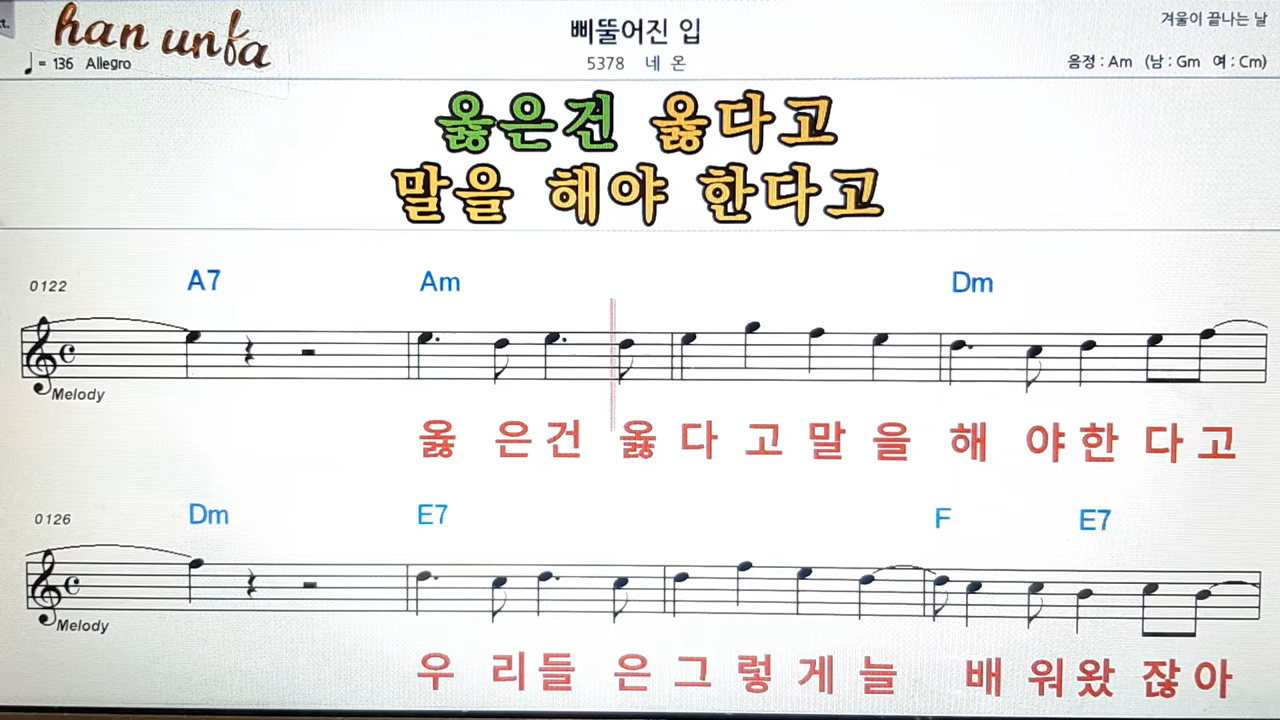 han unfa
삐뚤어진 입
겨울이 끝나는 날
♩= 136 Allegro
5378 네 온
음정 : Am (남 : Gm 여 : Cm)
옳은건 옳다고
말을 해야 한다고
0122 A7 Am Dm
Melody
옳 은건 옳 다 고 말 을 해 야한 다 고
0126 Dm E7 F E7
Melody
우 리들 은 그 렇 게 늘 배 워왔 잖 아